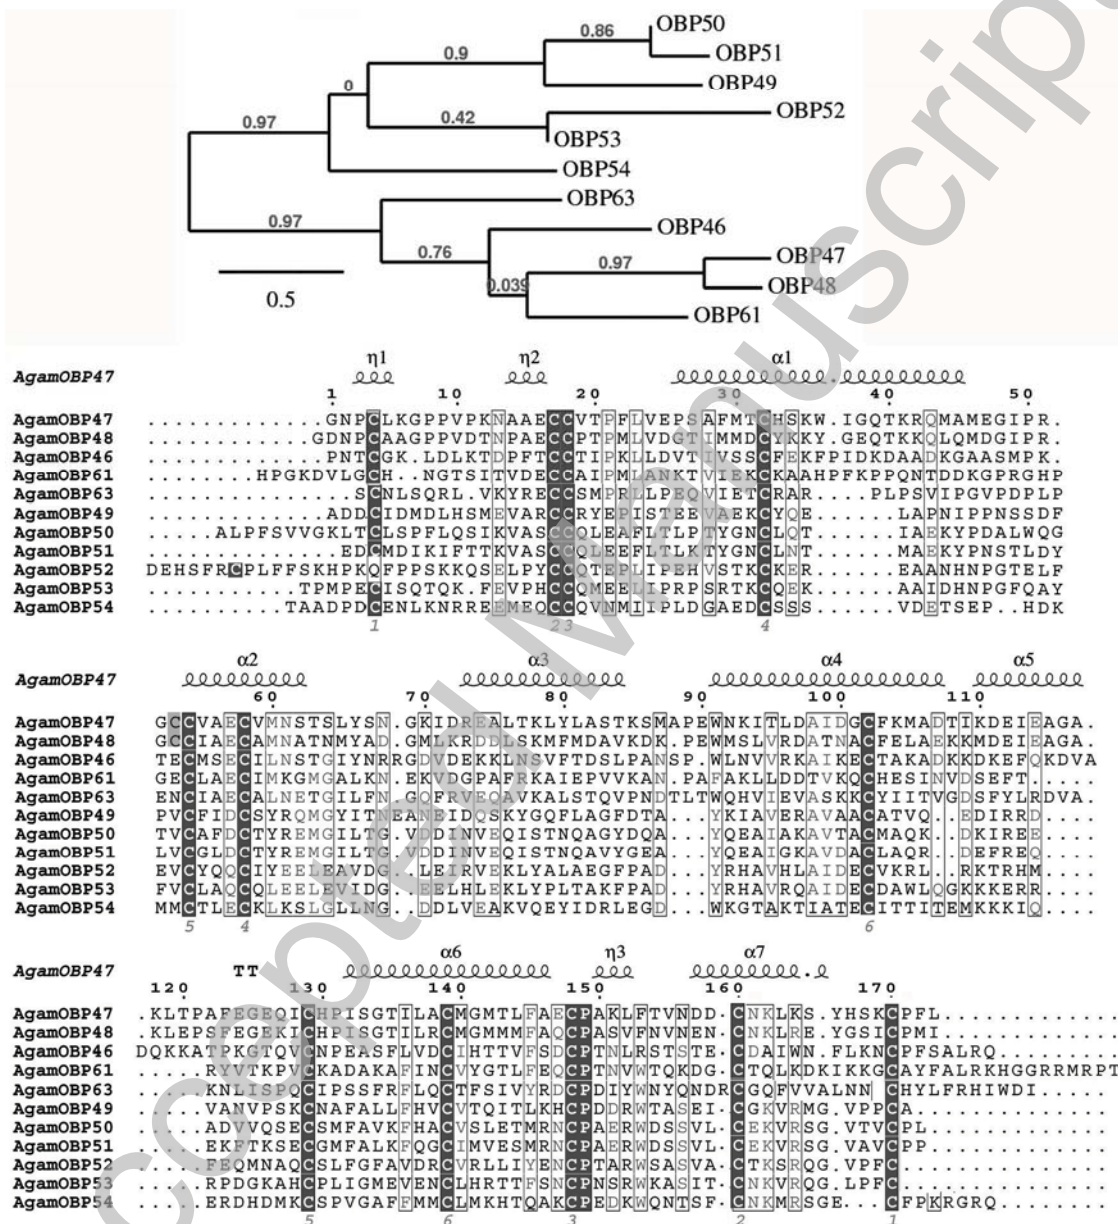 OBP50
0.86
OBP51
0.9
OBP49
0
OBP52
0.42
0.97
OBP53
OBP54
OBP63
0.97
OBP46
0.76
OBP47
0.97
0.039
OBP48
0.5
OBP61
η1 η2 α1
AgamOBP47
1 10 20 30 40 50
AgamOBP47 .............GNPCLKGPPVPKNAAECCVTPFLVEPSAFMTCHSKW.IGQTKRQMAMEGIPR.
AgamOBP48 ............GDNPCAAGPPVDTNPAECCPTPMLVDGTIMMDCYKKY.GEQTKKQLQMDGIPR.
AgamOBP46 .............PNTCGK.LDLKTDPFTCCTIPKLLDVTIVSSCFEKFPIDKDAADKGAASMPK.
AgamOBP61 ........HPGKDVLGCH..NGTSITVDECCAIPMLANKTVIEKCKAAHPFKPPQNTDDKGPRGHP
AgamOBP63 ...............SCNLSQRL.VKYRECCSMPRLLPEQVIETCRAR...PLPSVIPGVPDPLP
AgamOBP49 .............ADDCIDMDLHSMEVARCCRYEPISTEEVAEKCYQE......LAPNIPPNSSDF
AgamOBP50 .....ALPFSVVGKLTCLSPFLQSIKVASCCQLEAFLTLPTYGNCLQT......IAEKYPDALWQG
AgamOBP51 ..............EDCMDIKIFTTKVASCCQLEEFLTLKTYGNCLNT......MAEKYPNSTLDY
AgamOBP52 DEHSFRCPLFFSKHPKQFPPSKKQSELPYCCQTEPLIPEHVSTKCKER......AANHNPGTELF
AgamOBP53 ...........TPMPECISQTQK.FEVPHCCQMEELIPRPLSTKCQEK......AAIDHNPGFQAY
AgamOBP54 ..........TAADPDCENLKNRREEMEQCCQVNMIIPLDGAEDCSSS......VDETSEP..HDK
1 2 3 4
α2 α3 α4 α5
AgamOBP47
60 70 80 90 100 110
AgamOBP47 GCCVAECVMNSTSLYSN.GKIDREALTKLYLASTKSMAPEWNKITLDAIDGCFKMADTIKDEIEAGA.
AgamOBP48 GCCIAECAMNATNMYAD.GMLKRDDLSKMFMDAVKDK.PEWMSLVRDATNACFELAEKKMDEIEAGA.
AgamOBP46 TECMSECILNSTGIYNRRGDVDEKKLNSVFTDSLPANSP.WLNVVRKAIKECTAKADKKDKEFQKDVA
AgamOBP61 GECLAECIMKGMGALKN.EKVDGPAFRKAIEPVVKAN.PAFAKLLDDTVKQCHESINVDSEFT.....
AgamOBP63 ENCIAECALNETGILFN.GQFRVEQAVKALSTQVPNDTLTWQHVIEVASKKCYIITVGDSFYLRDVA.
AgamOBP49 PVCFIDCSYRQMGYITNEANEIDQSKYGQFLAGFDTA...YKIAVERAVAACATVQ..EDIRRD....
AgamOBP50 TVCAFDCTYREMGILTG.VDDINVEQISTNQAGYDQA...YQEAIAKAVTACMAQK..DKIREE....
AgamOBP51 LVCGLDCTYREMGILTG.VDDINVEQISTNQAVYGEA...YQEAIGKAVDACLAQR..DEFREQ....
AgamOBP52 EVCYQQCIYEELEAVDG..LEIRVEKLYALAEGFPAD...YRHAVHLAIDECVKRL..RKTRHM....
AgamOBP53 FVCLAQCQLEELEVIDG..EELHLEKLYPLTAKFPAD...YRHAVRQAIDECDAWLQGKKKERR....
AgamOBP54 MMCTLECKLKSLGLLNG..DDLVEAKVQEYIDRLEGD...WKGTAKTIATECITTITEMKKKIQ....
5 4 6
TT α6 η3 α7
AgamOBP47
120 130 140 150 160 170
AgamOBP47 .KLTPAFEGEQICHPISGTILACMGMTLFAECPAKLFTVNDD.CNKLKS.YHSKCPFL..........
AgamOBP48 .KLEPSFEGEKICHPISGTILRCMGMMMFAQCPASVFNVNEN.CNKLRE.YGSICPMI..........
AgamOBP46 DQKKATPKGTQVCNPEASFLVDCIHTTVFSDCPTNLRSTSTE.CDAIWN.FLKNCPFSALRQ......
AgamOBP61 .....RYVTKPVCKADAKAFINCVYGTLFEQCPTNVWTQKDG.CTQLKDKIKKGCAYFALRKHGGRRMRPT
AgamOBP63 ....KNLISPQCIPSSFRFLQCTFSIVYRDCPDIVYNYQNDRCGQFVVALNN CHYLFRHIWDI......
AgamOBP49 .....VANVPSKCNAFALLFHVCVTQITLKHCPDDRWTASEI.CGKVRMG.VPPCA...........
AgamOBP50 .....ADVVQSECSMFAVKFHACVSLETMRNCPAERWDSSVL.CEKVRSG.VTVCPL..........
AgamOBP51 .....EKFTKSECGMFALKFQGCIMVESMRNCPAERWDSSVL.CEKVRSG.VAVCPP..........
AgamOBP52 .....FEQMNAQCSLFGFAVDRCVRLLIYENCPTARWSASVA.CTKSRQG.VPFC............
AgamOBP53 .....RPDGKAHCPLIGMEVENCLHRTTFSNCPNSRWKASIT.CNKVRQG.LPFC............
AgamOBP54 .....ERDHDMKCSPVGAFFMMCLMKHTQAKCPEDKWQNTSF.CNKMRSGE...CFPKRGRQ......
5 6 3 2 1
Accepted Manuscript